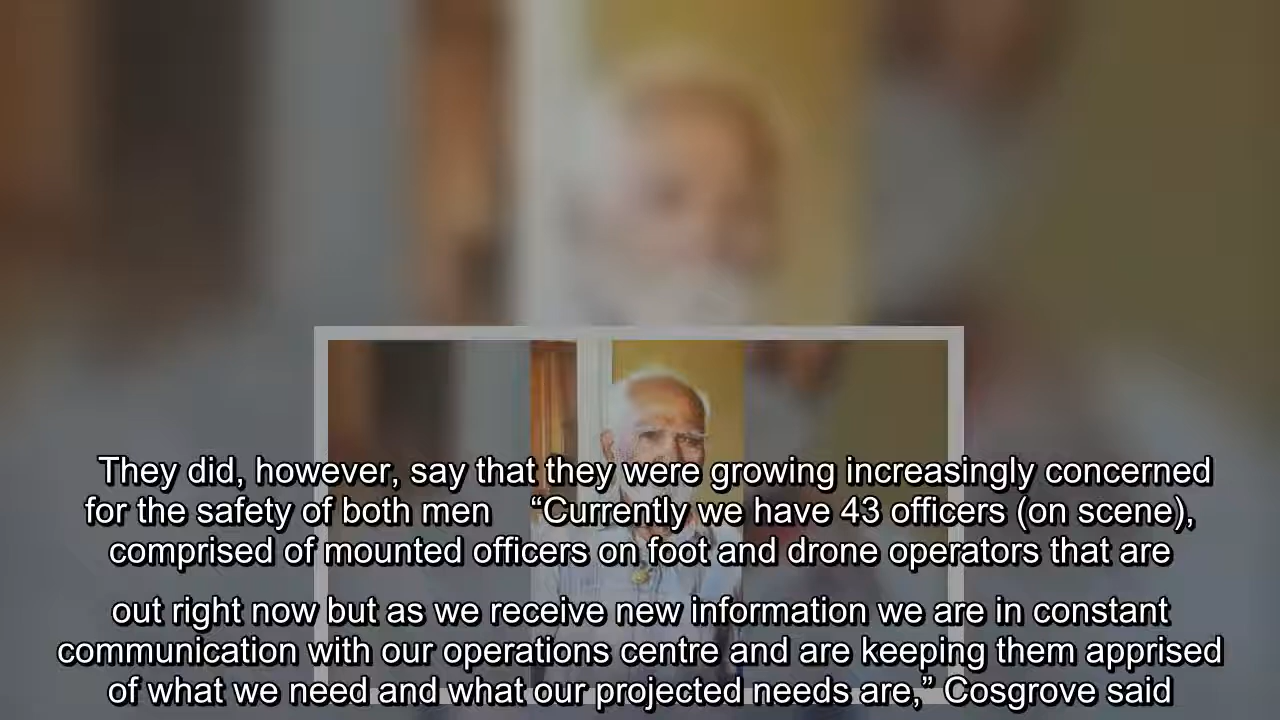 They did, however, say that they were growing increasingly concerned
for the safety of both men “Currently we have 43 officers (on scene),
comprised of mounted officers on foot and drone operators that are
out right now but as we receive new information we are in constant
communication with our operations centre and are keeping them apprised
of what we need and what our projected needs are,” Cosgrove said